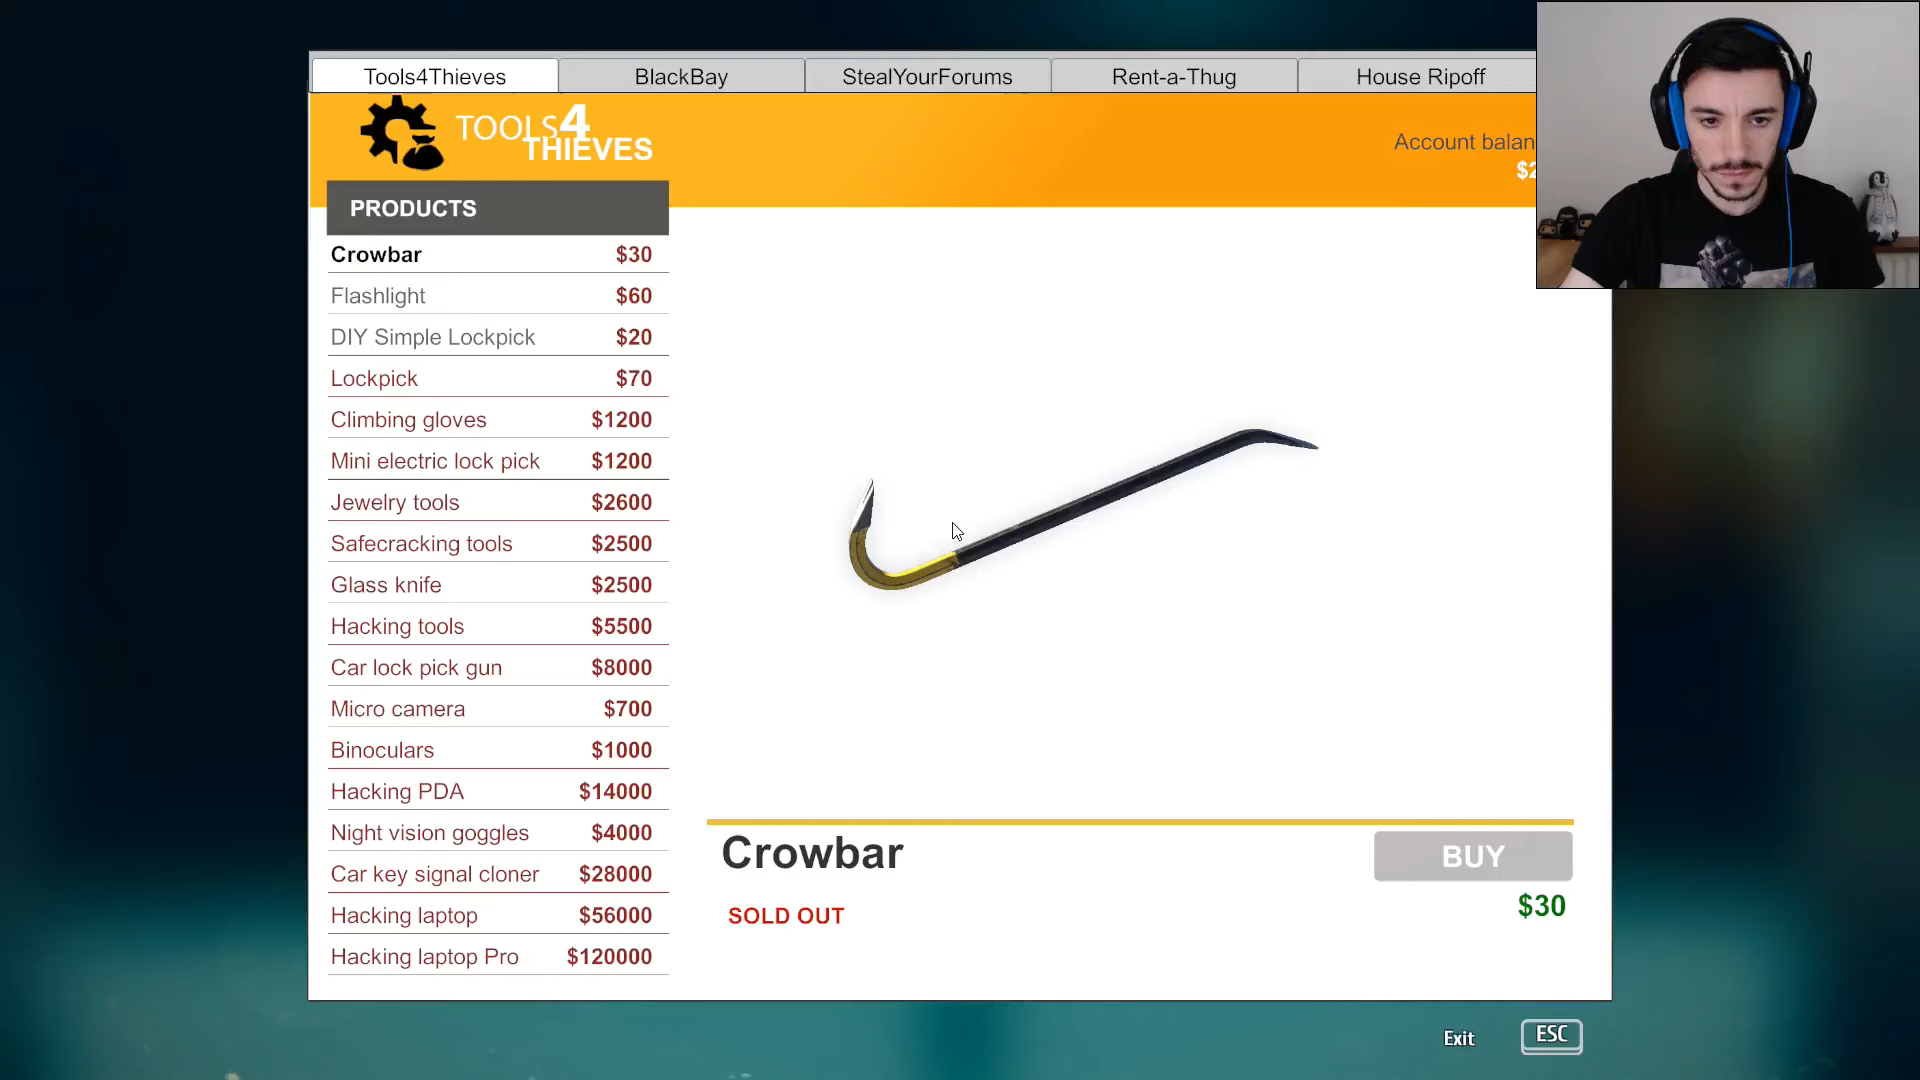 Tools4Thieves
BlackBay
StealYourForums
Rent-a-Thug
House Ripoff
TOOLS4
THIEVES
Account balan
PRODUCTS
Crowbar $30
Flashlight $60
DIY Simple Lockpick $20
Lockpick $70
Climbing gloves $1200
Mini electric lock pick $1200
Jewelry tools $2600
Safecracking tools $2500
Glass knife $2500
Hacking tools $5500
Car lock pick gun $8000
Micro camera $700
Binoculars $1000
Hacking PDA $14000
Night vision goggles $4000
Car key signal cloner $28000
Hacking laptop $56000
Hacking laptop Pro $120000
Crowbar
BUY
SOLD OUT
$30
Exit ESC